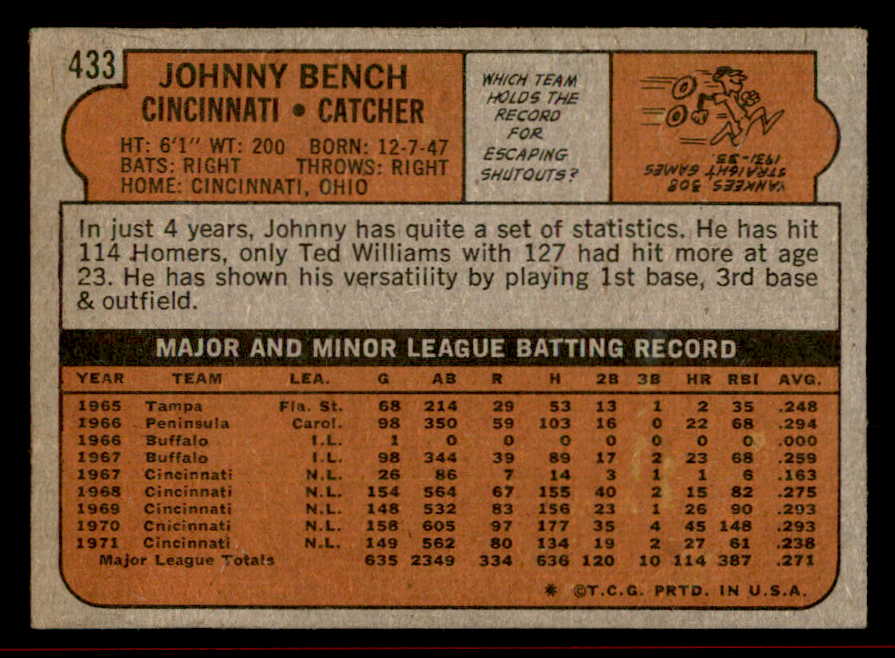 433
JOHNNY BENCH
CINCINNATI • CATCHER
HT: 6'1" WT: 200 BORN: 12-7-47
BATS: RIGHT THROWS: RIGHT
HOME: CINCINNATI, OHIO
WHICH TEAM
HOLDS THE
RECORD
FOR
ESCAPING
SHUTOUTS?
YANKEES 308
STRAIGHT GAMES
1931-33.
In just 4 years, Johnny has quite a set of statistics. He has hit
114 Homers, only Ted Williams with 127 had hit more at age
23. He has shown his versatility by playing 1st base, 3rd base
& outfield.
MAJOR AND MINOR LEAGUE BATTING RECORD
YEAR TEAM LEA. G AB R H 2B 3B HR RBI AVG.
1965 Tampa Fla. St. 68 214 29 53 13 1 2 35 .248
1966 Peninsula Carol. 98 350 59 103 16 0 22 68 .294
1966 Buffalo I.L. 1 0 0 0 0 0 0 0 .000
1967 Buffalo I.L. 98 344 39 89 17 2 23 68 .259
1967 Cincinnati N.L. 26 86 7 14 3 1 1 6 .163
1968 Cincinnati N.L. 154 564 67 155 40 2 15 82 .275
1969 Cincinnati N.L. 148 532 83 156 23 1 26 90 .293
1970 Cnicinnati N.L. 158 605 97 177 35 4 45 148 .293
1971 Cincinnati N.L. 149 562 80 134 19 2 27 61 .238
Major League Totals 635 2349 334 636 120 10 114 387 .271
* ©T.C.G. PRTD. IN U.S.A.